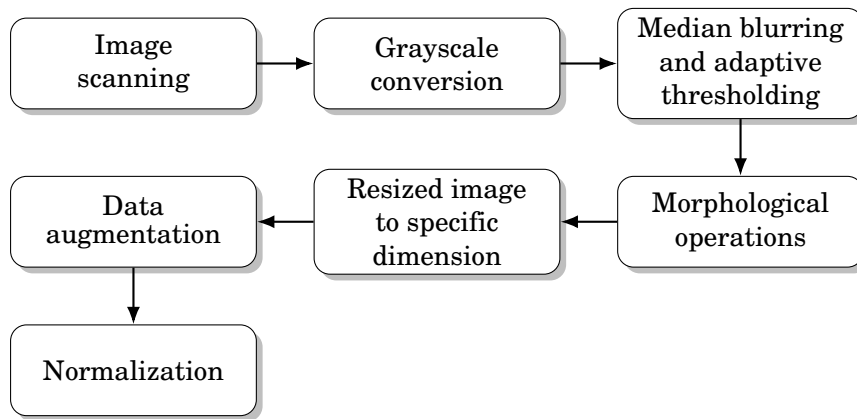 Image
scanning
Grayscale
conversion
Median blurring
and adaptive
thresholding
Morphological
operations
Resized image
to specific
dimension
Data
augmentation
Normalization